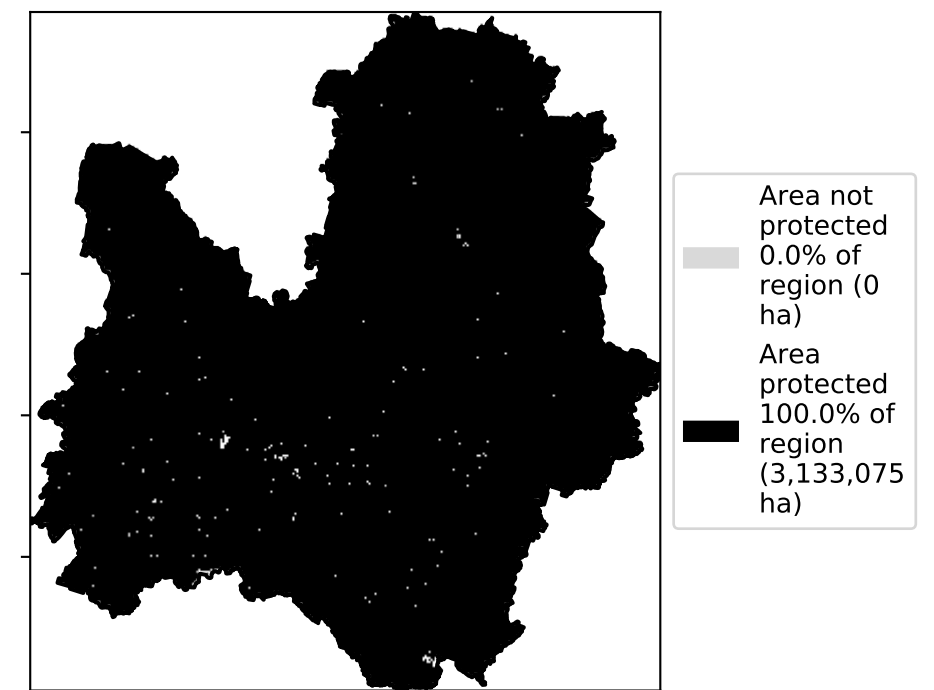 Area not
protected
0.0% of
region (0
ha)
Area
protected
100.0% of
region
(3,133,075
ha)